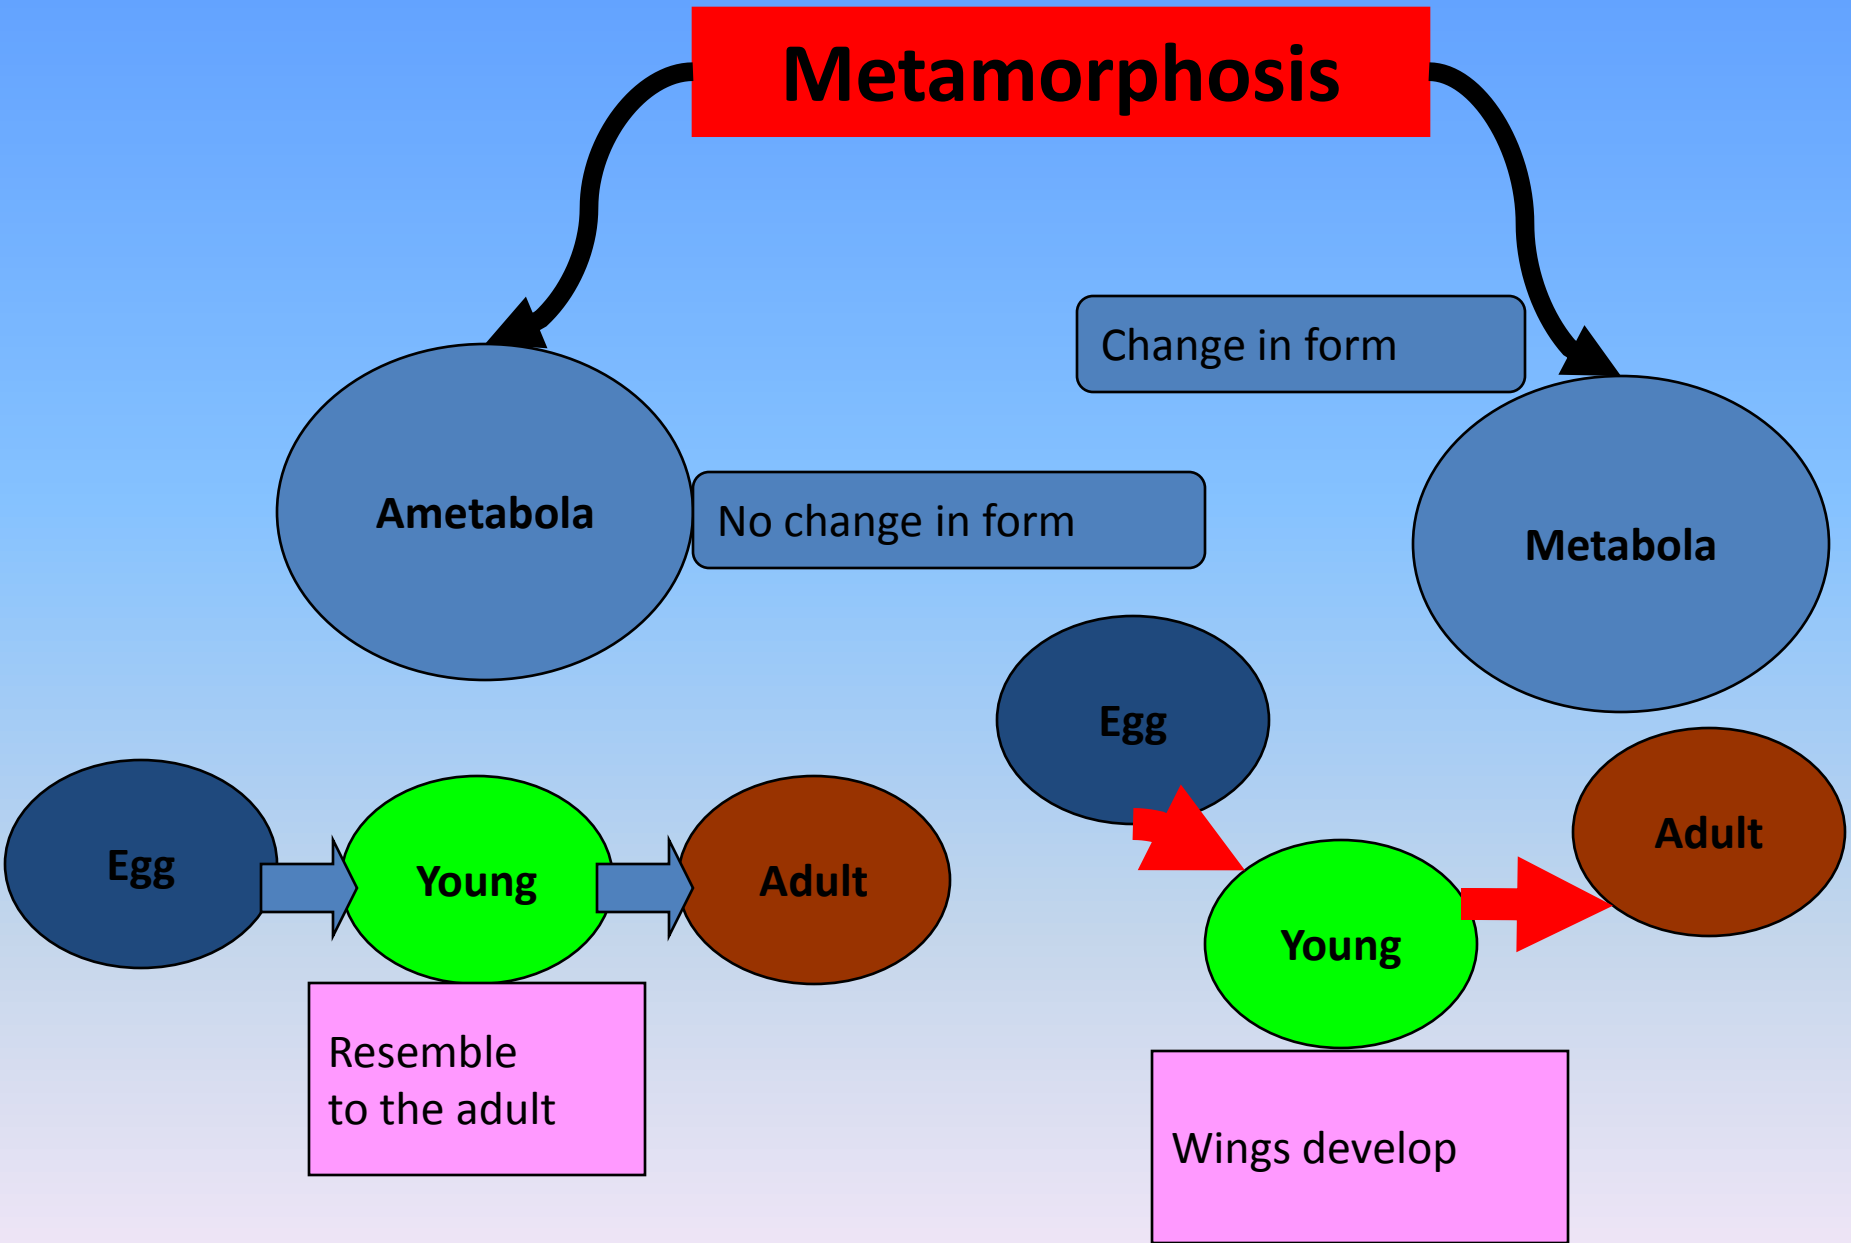 Metamorphosis
Change in form
Ametabola
No change in form
Metabola
Egg
Young
Adult
Resemble
to the adult
Egg
Young
Adult
Wings develop